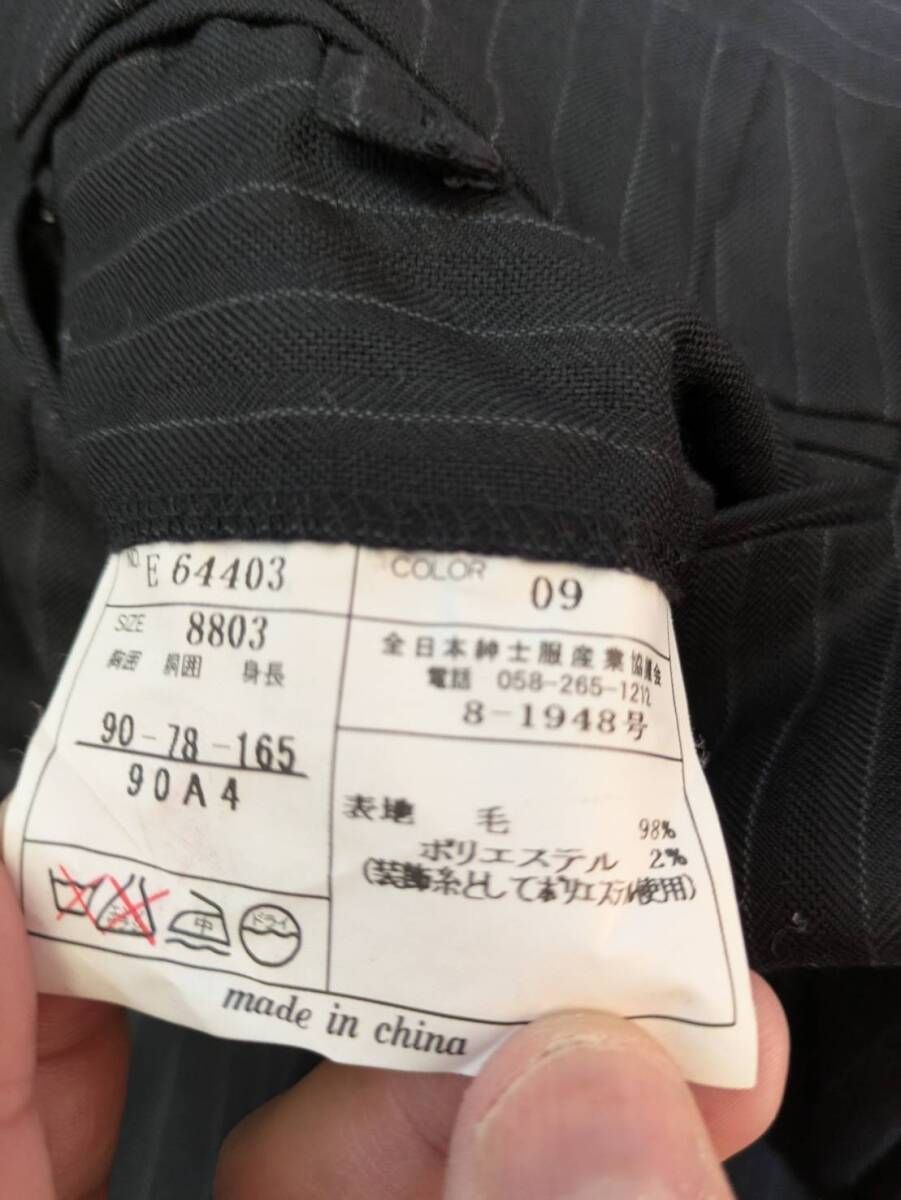 NO E 64403
COLOR 09
SIZE 8803
胸囲 胴囲 身長
90-78-165
90A4
全日本紳士服産業協議会
電話 058-265-1212
8-1948号
表地 毛 98%
ポリエステル 2%
(装飾糸としてポリエステル使用)
中
ドライ
made in china